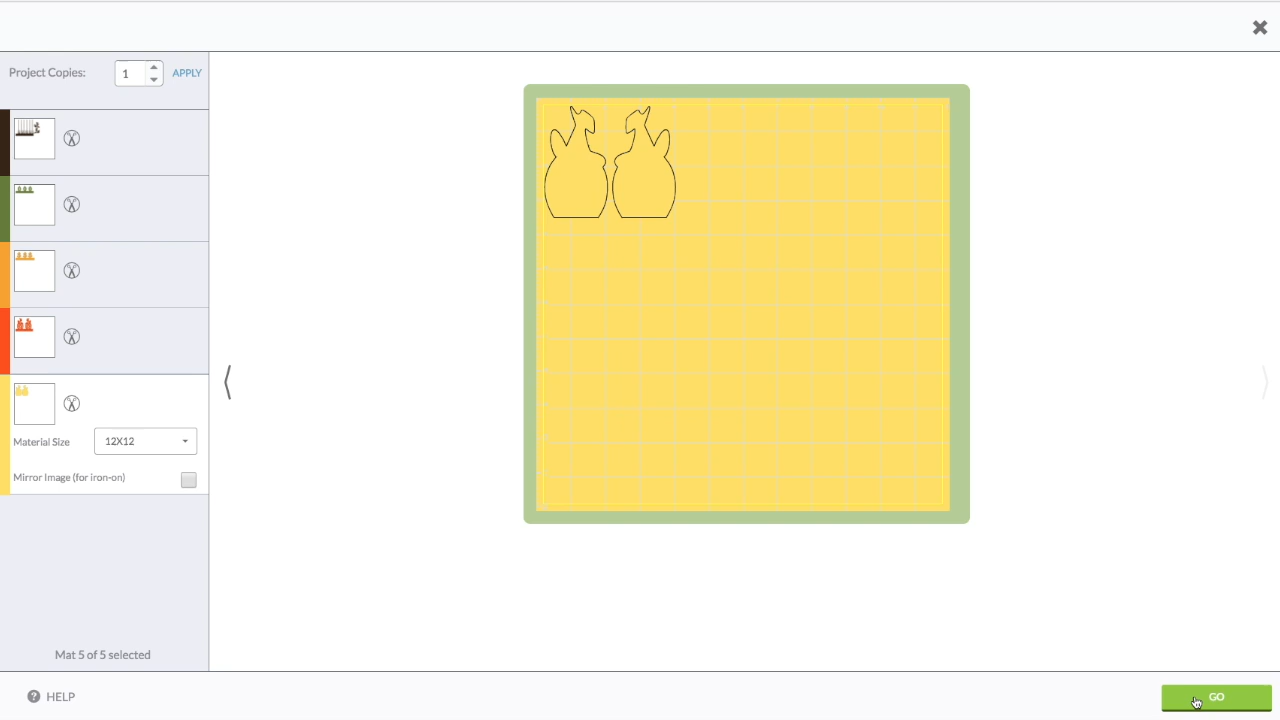 Project Copies:
1
APPLY
Material Size
12X12
Mirror Image (for iron-on)
Mat 5 of 5 selected
? HELP
GO